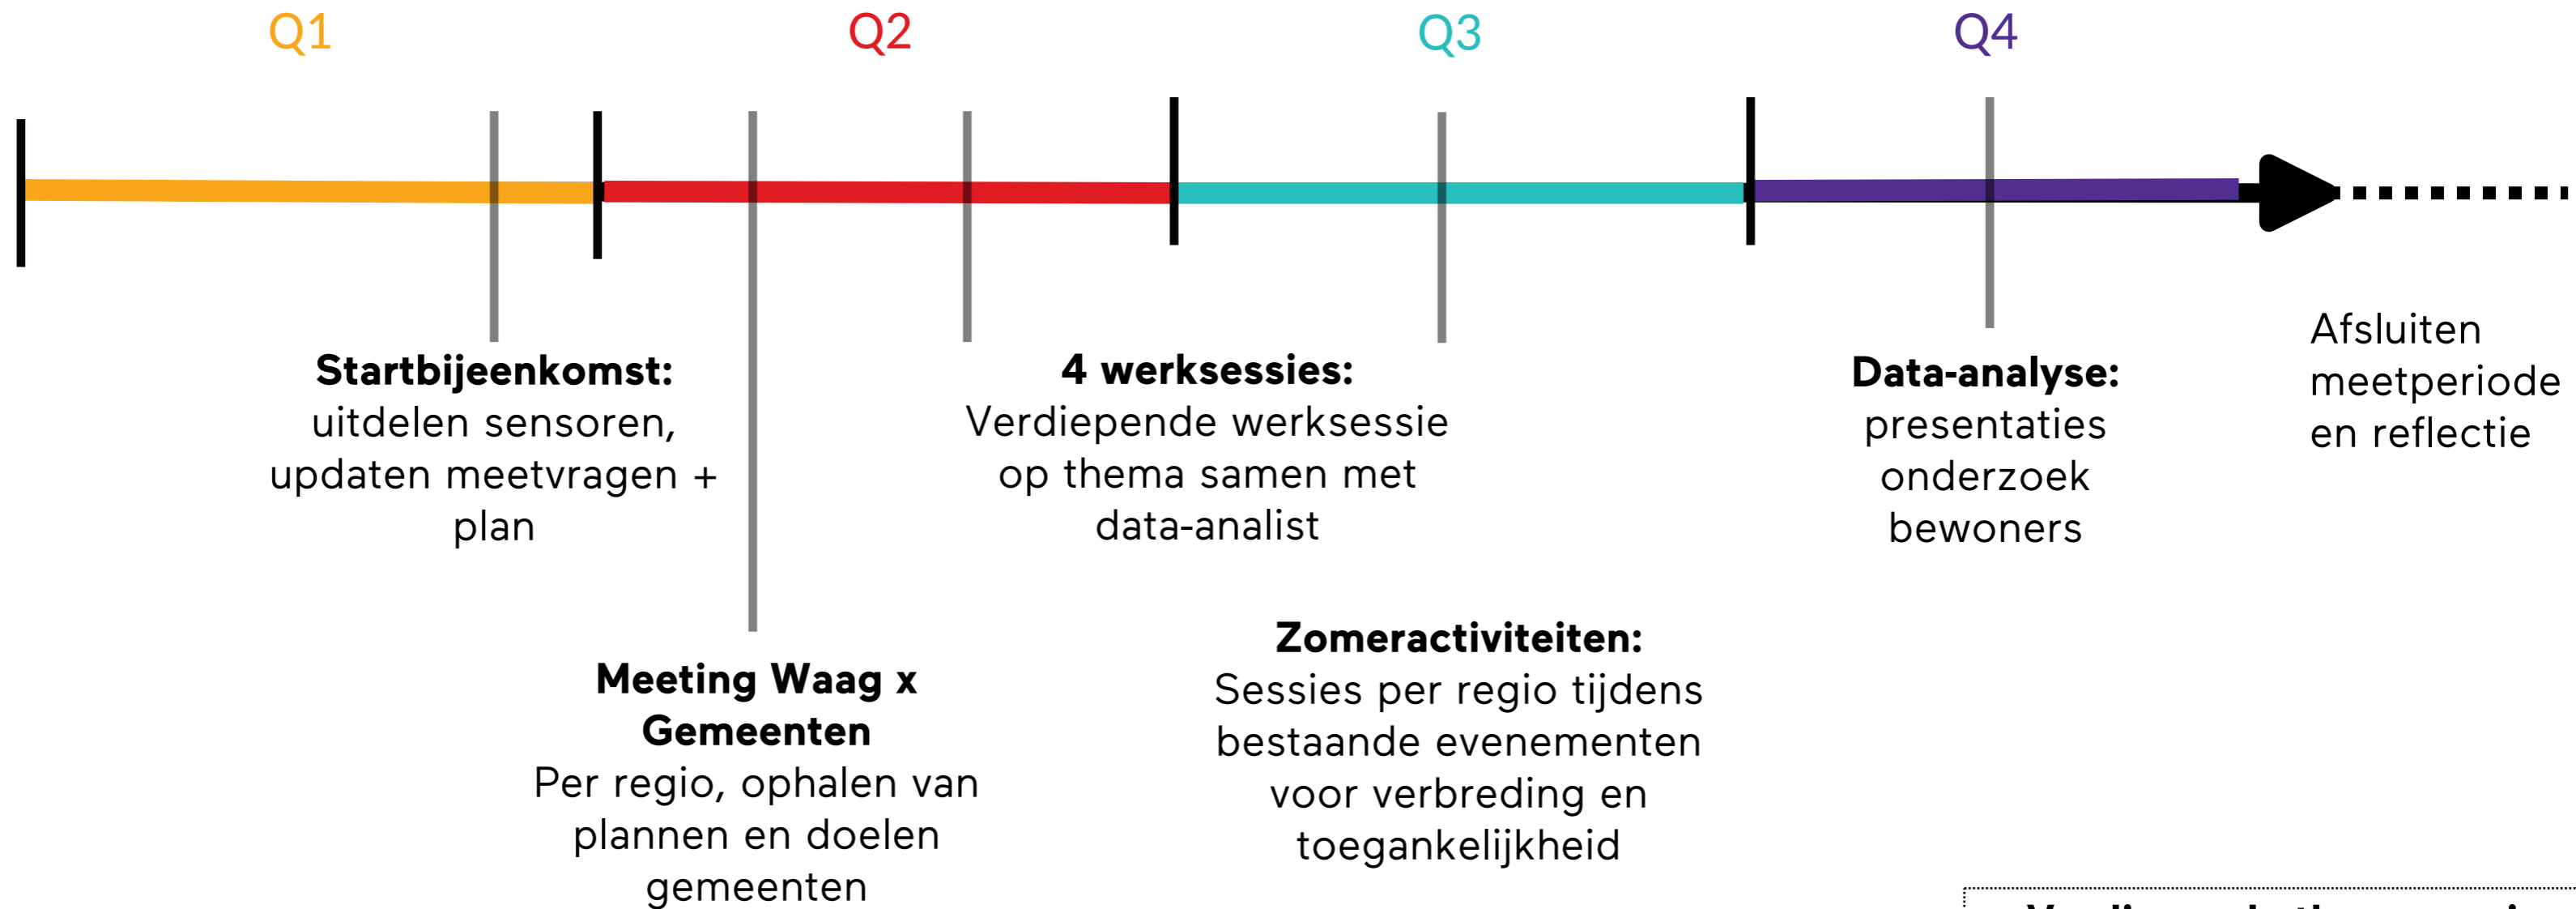 Q1
Q2
Q3
Q4
Startbijeenkomst:
uitdelen sensoren,
updaten meetvragen +
plan
4 werksessies:
Verdiepende werksessie
op thema samen met
data-analist
Data-analyse:
presentaties
onderzoek
bewoners
Afsluiten
meetperiode
en reflectie
Meeting Waag x
Gemeenten
Per regio, ophalen van
plannen en doelen
gemeenten
Zomeractiviteiten:
Sessies per regio tijdens
bestaande evenementen
voor verbreding en
toegankelijkheid